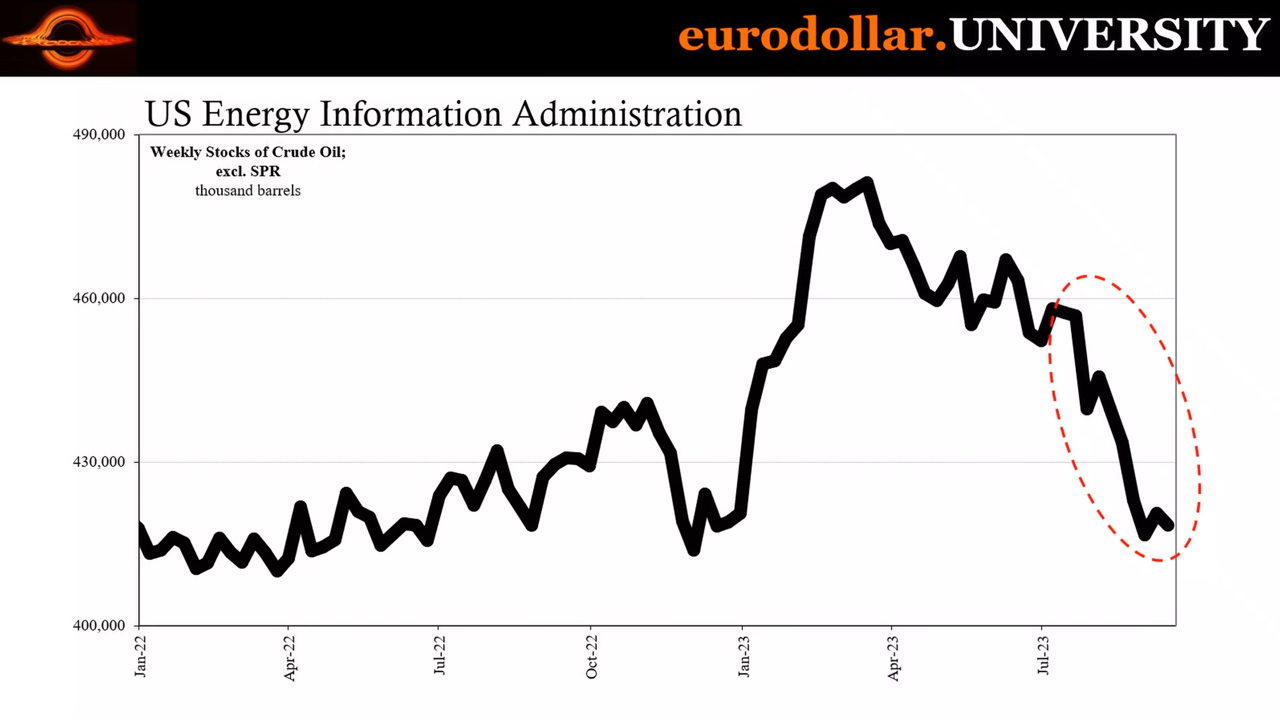 eurodollar.UNIVERSITY
US Energy Information Administration
Weekly Stocks of Crude Oil;
excl. SPR
thousand barrels
490,000
460,000
430,000
400,000
Jan-22
Apr-22
Jul-22
Oct-22
Jan-23
Apr-23
Jul-23